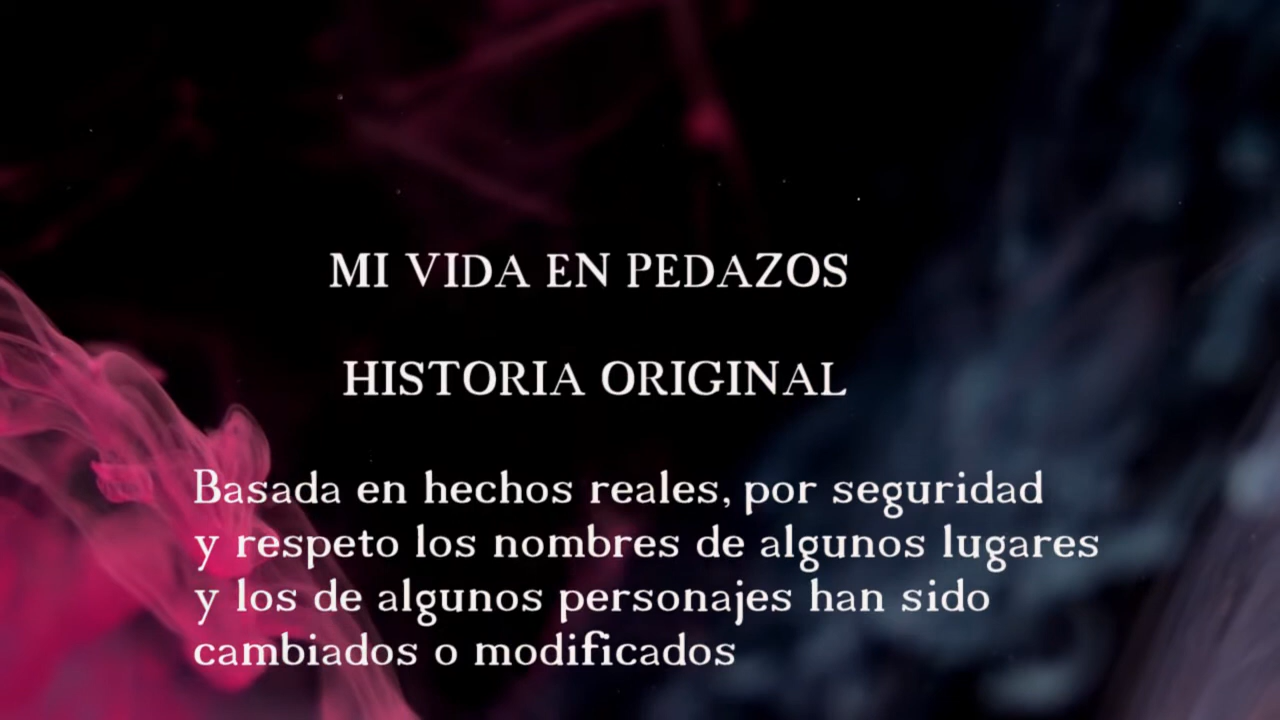 MI VIDA EN PEDAZOS
HISTORIA ORIGINAL
Basada en hechos reales, por seguridad
y respeto los nombres de algunos lugares
y los de algunos personajes han sido
cambiados o modificados